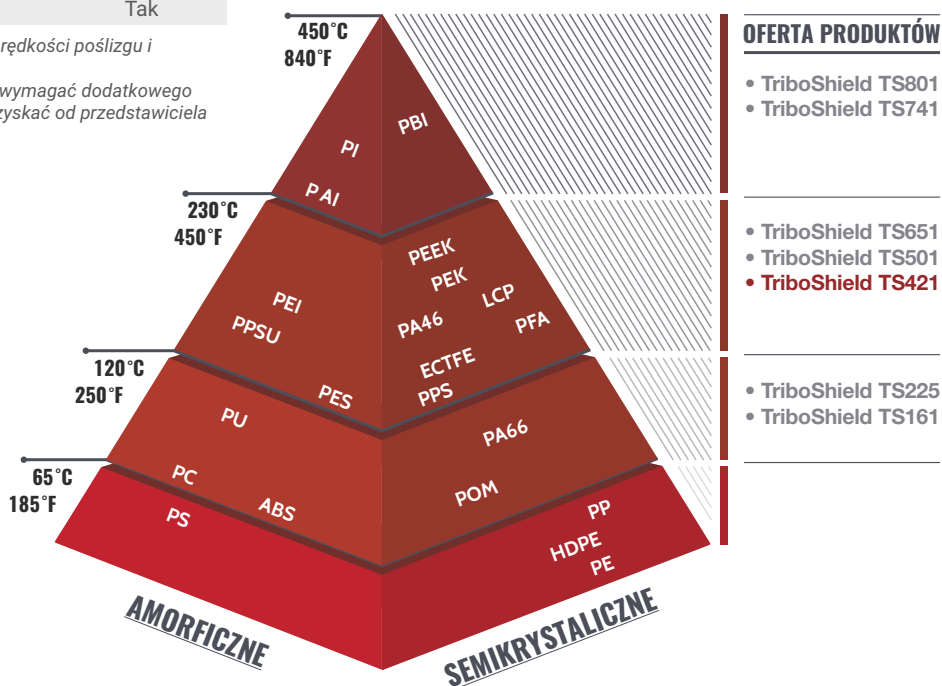 Tak
rędkości poślizgu i
wymagać dodatkowego
zyskać od przedstawiciela
450°C
840°F
PBI
PI
P AI
230°C
450°F
PEEK
PEK
LCP
PEI
PA46
PFA
PPSU
ECTFE
PPS
PES
120°C
250°F
PU
PA66
PC
POM
ABS
65°C
185°F
PS
PP
HDPE
PE
AMORFICZNE
SEMIKRYSTALICZNE
OFERTA PRODUKTÓW
• TriboShield TS801
• TriboShield TS741
• TriboShield TS651
• TriboShield TS501
• TriboShield TS421
• TriboShield TS225
• TriboShield TS161